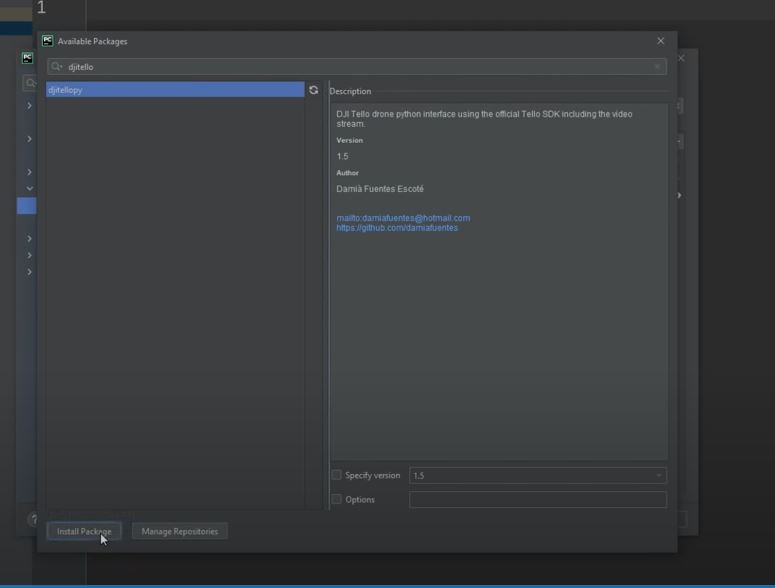 1
PC Available Packages
djitello
djitellopy
Description
DJI Tello drone python interface using the official Tello SDK including the video
stream.
Version
1.5
Author
Damià Fuentes Escoté
mailto:damiafuentes@hotmail.com
https://github.com/damiafuentes
Specify version 1.5
Options
Install Package Manage Repositories
PC
?